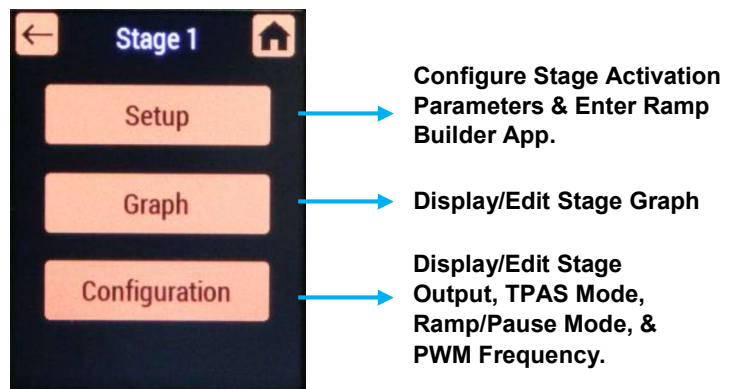 Stage 1
Setup
Configure Stage Activation
Parameters & Enter Ramp
Builder App.
Graph
Display/Edit Stage Graph
Configuration
Display/Edit Stage
Output, TPAS Mode,
Ramp/Pause Mode, &
PWM Frequency.